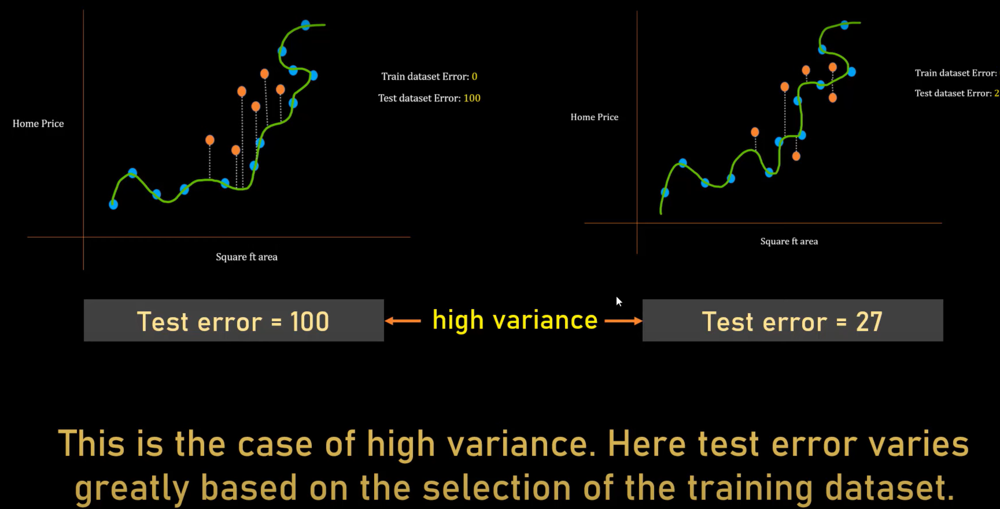 Train dataset Error: 0
Test dataset Error: 100
Home Price
Square ft area
Train dataset Error:
Test dataset Error: 2
Home Price
Square ft area
Test error = 100
high variance
Test error = 27
This is the case of high variance. Here test error varies
greatly based on the selection of the training dataset.